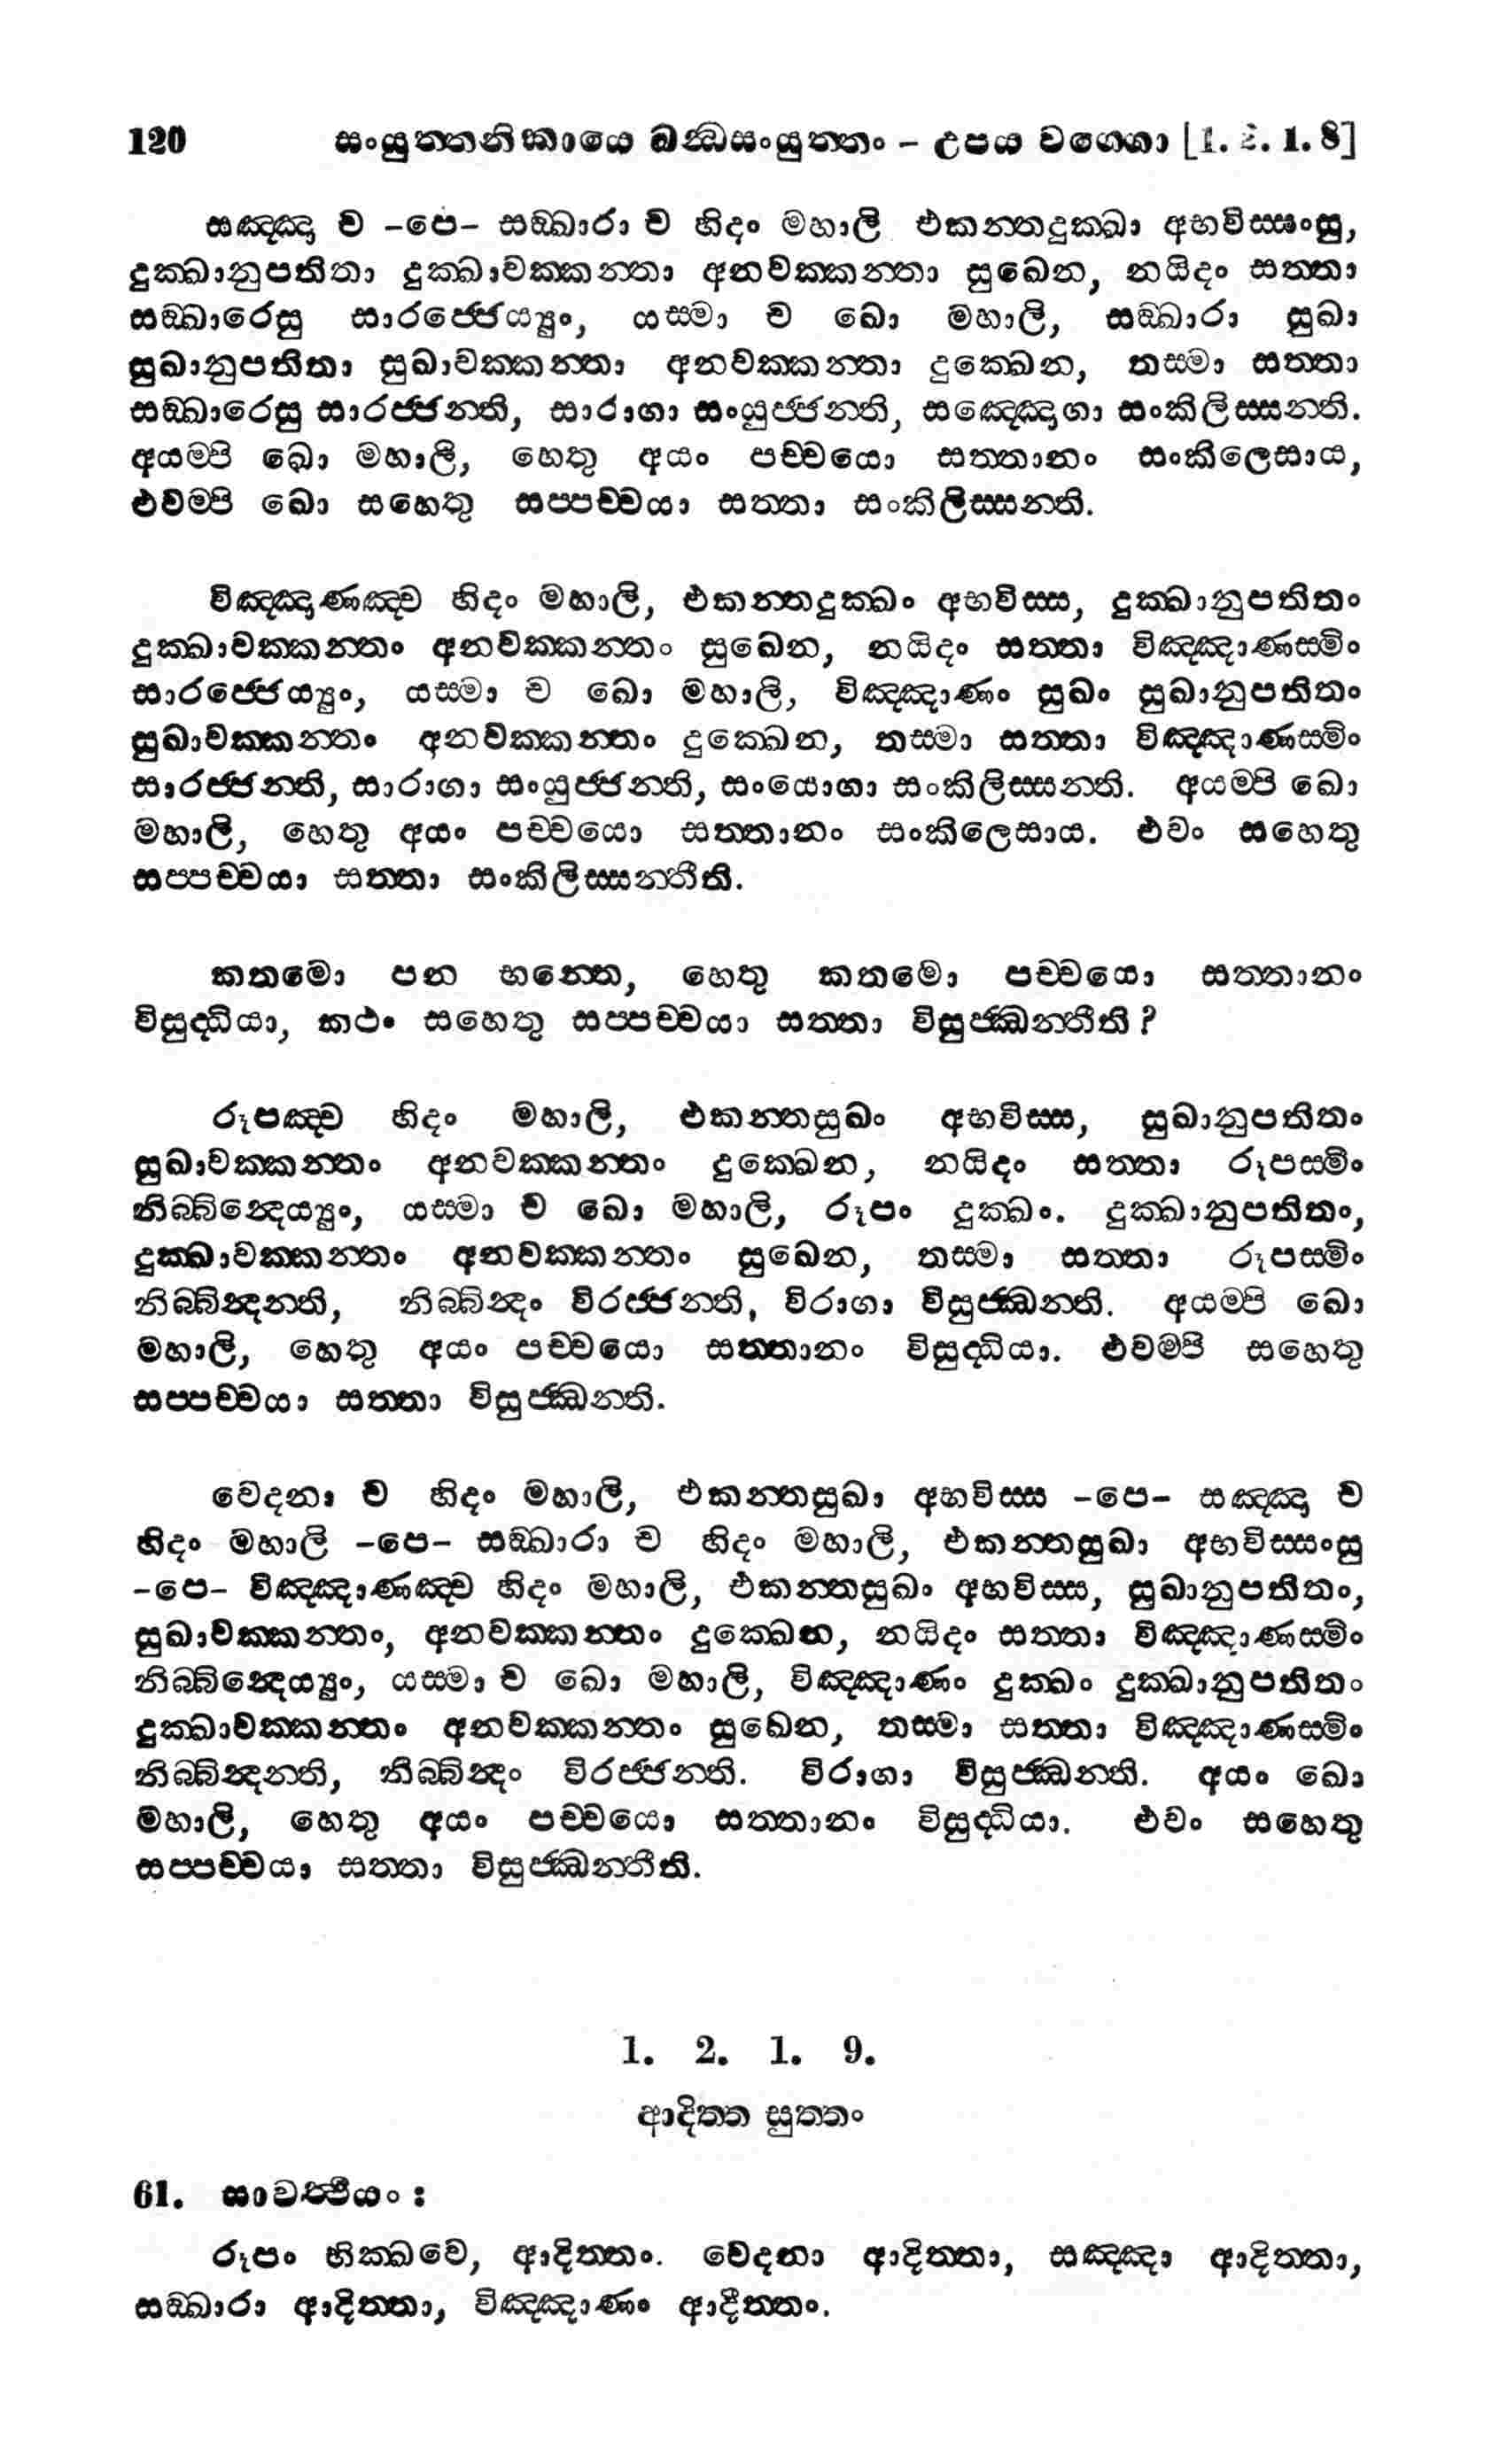 120 සංයුත්තනිකායෙ ඛන්ධසංයුත්තං - උපය වග්ගො [1. 2. 1. 8]
සඤ්ඤා ච -පෙ- සඞ්ඛාරා ච හිදං මහාලි එකන්තදුක්ඛා අභවිස්සංසු,
දුක්ඛානුපතිතා දුක්ඛාවක්කන්තා අනවක්කන්තා සුඛෙන, නයිදං සත්තා
සඞ්ඛාරෙසු සාරජ්ජෙය්‍යුං, යස්මා ච ඛො මහාලි, සඞ්ඛාරා සුඛා
සුඛානුපතිතා සුඛාවක්කන්තා අනවක්කන්තා දුක්ඛෙන, තස්මා සත්තා
සඞ්ඛාරෙසු සාරජ්ජන්ති, සාරාගා සංයුජ්ජන්ති, සඤ්ඤොගා සංකිලිස්සන්ති.
අයම්පි ඛො මහාලි, හෙතු අයං පච්චයො සත්තානං සංකිලෙසාය,
එවම්පි ඛො සහෙතු සප්පච්චයා සත්තා සංකිලිස්සන්ති.
විඤ්ඤාණඤ්ච හිදං මහාලි, එකන්තදුක්ඛං අභවිස්ස, දුක්ඛානුපතිතං
දුක්ඛාවක්කන්තං අනවක්කන්තං සුඛෙන, නයිදං සත්තා විඤ්ඤාණස්මිං
සාරජ්ජෙය්‍යුං, යස්මා ච ඛො මහාලි, විඤ්ඤාණං සුඛං සුඛානුපතිතං
සුඛාවක්කන්තං අනවක්කන්තං දුක්ඛෙන, තස්මා සත්තා විඤ්ඤාණස්මිං
සාරජ්ජන්ති, සාරාගා සංයුජ්ජන්ති, සංයොගා සංකිලිස්සන්ති. අයම්පි ඛො
මහාලි, හෙතු අයං පච්චයො සත්තානං සංකිලෙසාය. එවං සහෙතු
සප්පච්චයා සත්තා සංකිලිස්සන්තීති.
කතමො පන භන්තෙ, හෙතු කතමො පච්චයො සත්තානං
විසුද්ධියා, කථං සහෙතු සප්පච්චයා සත්තා විසුජ්ඣන්තීති?
රූපඤ්ච හිදං මහාලි, එකන්තසුඛං අභවිස්ස, සුඛානුපතිතං
සුඛාවක්කන්තං අනවක්කන්තං දුක්ඛෙන, නයිදං සත්තා රූපස්මිං
නිබ්බින්දෙය්‍යුං, යස්මා ච ඛො මහාලි, රූපං දුක්ඛං. දුක්ඛානුපතිතං,
දුක්ඛාවක්කන්තං අනවක්කන්තං සුඛෙන, තස්මා සත්තා රූපස්මිං
නිබ්බින්දන්ති, නිබ්බින්දං විරජ්ජන්ති, විරාගා විසුජ්ඣන්ති. අයම්පි ඛො
මහාලි, හෙතු අයං පච්චයො සත්තානං විසුද්ධියා. එවම්පි සහෙතු
සප්පච්චයා සත්තා විසුජ්ඣන්ති.
වෙදනා ච හිදං මහාලි, එකන්තසුඛා අභවිස්ස -පෙ- සඤ්ඤා ච
හිදං මහාලි -පෙ- සඞ්ඛාරා ච හිදං මහාලි, එකන්තසුඛා අභවිස්සංසු
-පෙ- විඤ්ඤාණඤ්ච හිදං මහාලි, එකන්තසුඛං අභවිස්ස, සුඛානුපතිතං,
සුඛාවක්කන්තං, අනවක්කන්තං දුක්ඛෙන, නයිදං සත්තා විඤ්ඤාණස්මිං
නිබ්බින්දෙය්‍යුං, යස්මා ච ඛො මහාලි, විඤ්ඤාණං දුක්ඛං දුක්ඛානුපතිතං
දුක්ඛාවක්කන්තං අනවක්කන්තං සුඛෙන, තස්මා සත්තා විඤ්ඤාණස්මිං
නිබ්බින්දන්ති, නිබ්බින්දං විරජ්ජන්ති. විරාගා විසුජ්ඣන්ති. අයං ඛො
මහාලි, හෙතු අයං පච්චයො සත්තානං විසුද්ධියා. එවං සහෙතු
සප්පච්චයා සත්තා විසුජ්ඣන්තීති.
1. 2. 1. 9.
ආදිත්ත සුත්තං
61. සාවත්ථියං :
රූපං භික්ඛවෙ, ආදිත්තං. වෙදනා ආදිත්තා, සඤ්ඤා ආදිත්තා,
සඞ්ඛාරා ආදිත්තා, විඤ්ඤාණං ආදීත්තං.